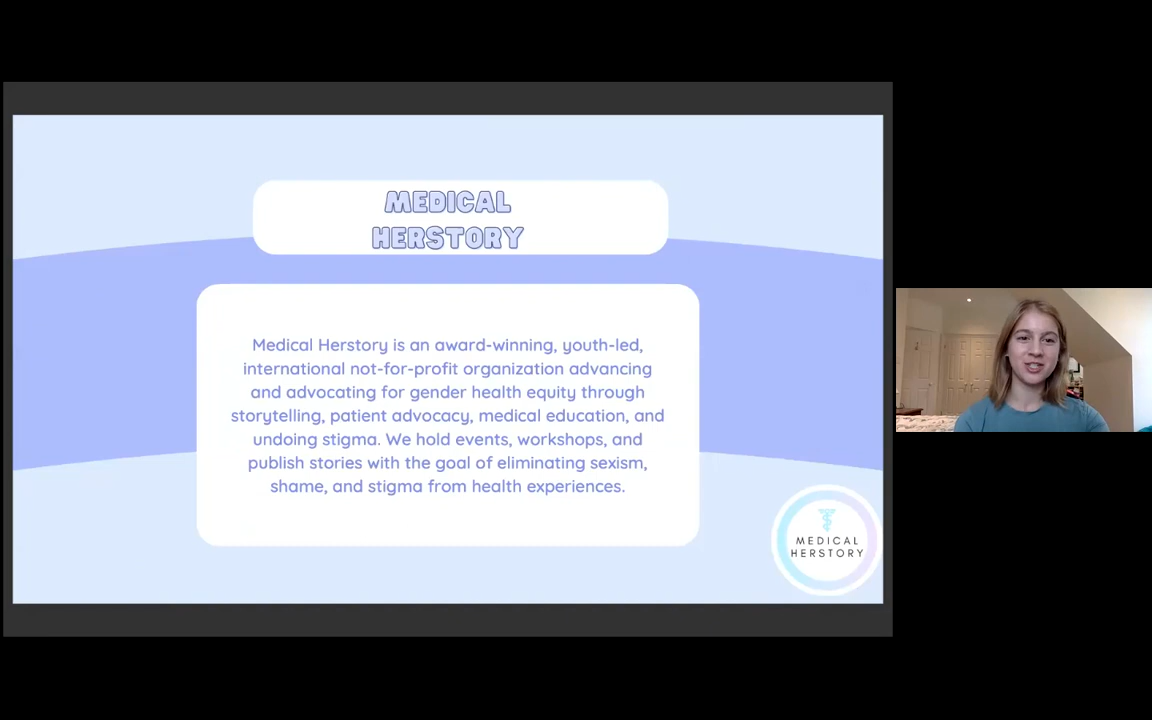 MEDICAL
HERSTORY
Medical Herstory is an award-winning, youth-led,
international not-for-profit organization advancing
and advocating for gender health equity through
storytelling, patient advocacy, medical education, and
undoing stigma. We hold events, workshops, and
publish stories with the goal of eliminating sexism,
shame, and stigma from health experiences.
MEDICAL
HERSTORY